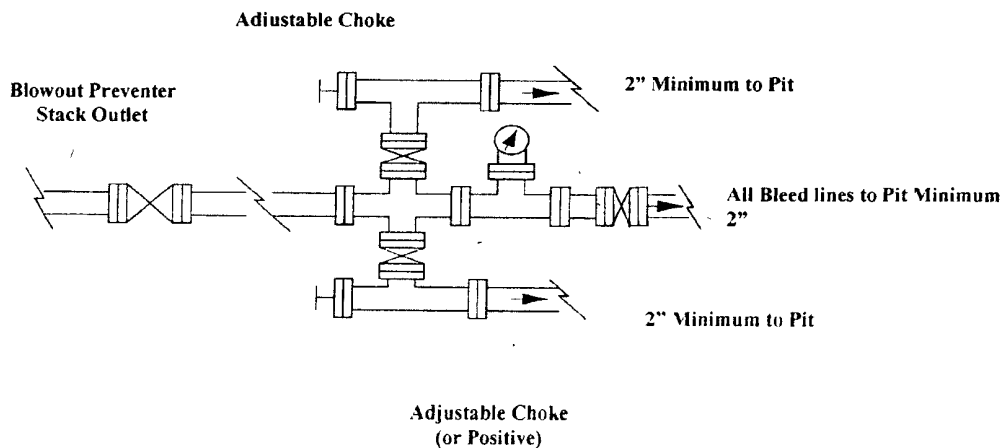 Adjustable Choke
Blowout Preventer
Stack Outlet
2" Minimum to Pit
All Bleed lines to Pit Minimum
2"
2" Minimum to Pit
Adjustable Choke
(or Positive)